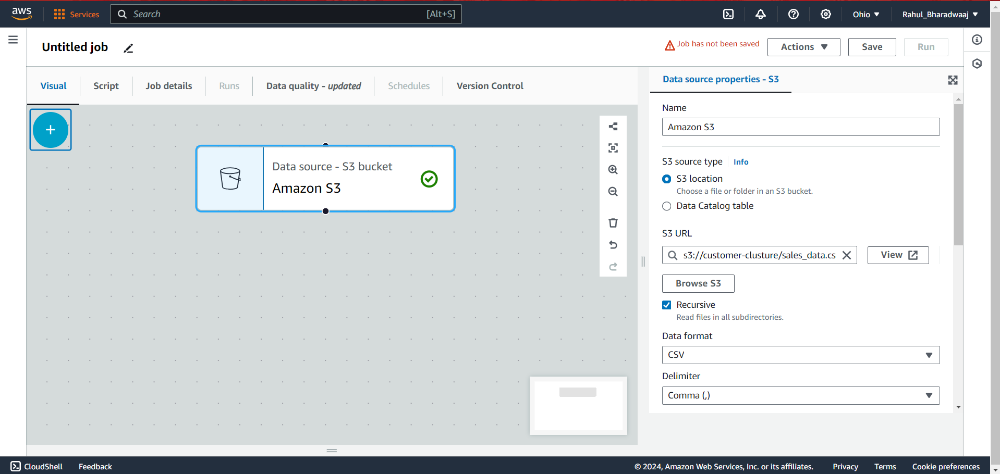 aws Services Search [Alt+S] Ohio Rahul_Bharadwaaj
Untitled job Job has not been saved Actions Save Run
Visual Script Job details Runs Data quality - updated Schedules Version Control
Data source - S3 bucket
Amazon S3
Data source properties - S3
Name
Amazon S3
S3 source type Info
S3 location
Choose a file or folder in an S3 bucket.
Data Catalog table
S3 URL
s3://customer-clusture/sales_data.cs View
Browse S3
Recursive
Read files in all subdirectories.
Data format
CSV
Delimiter
Comma (,)
CloudShell Feedback © 2024, Amazon Web Services, Inc. or its affiliates. Privacy Terms Cookie preferences